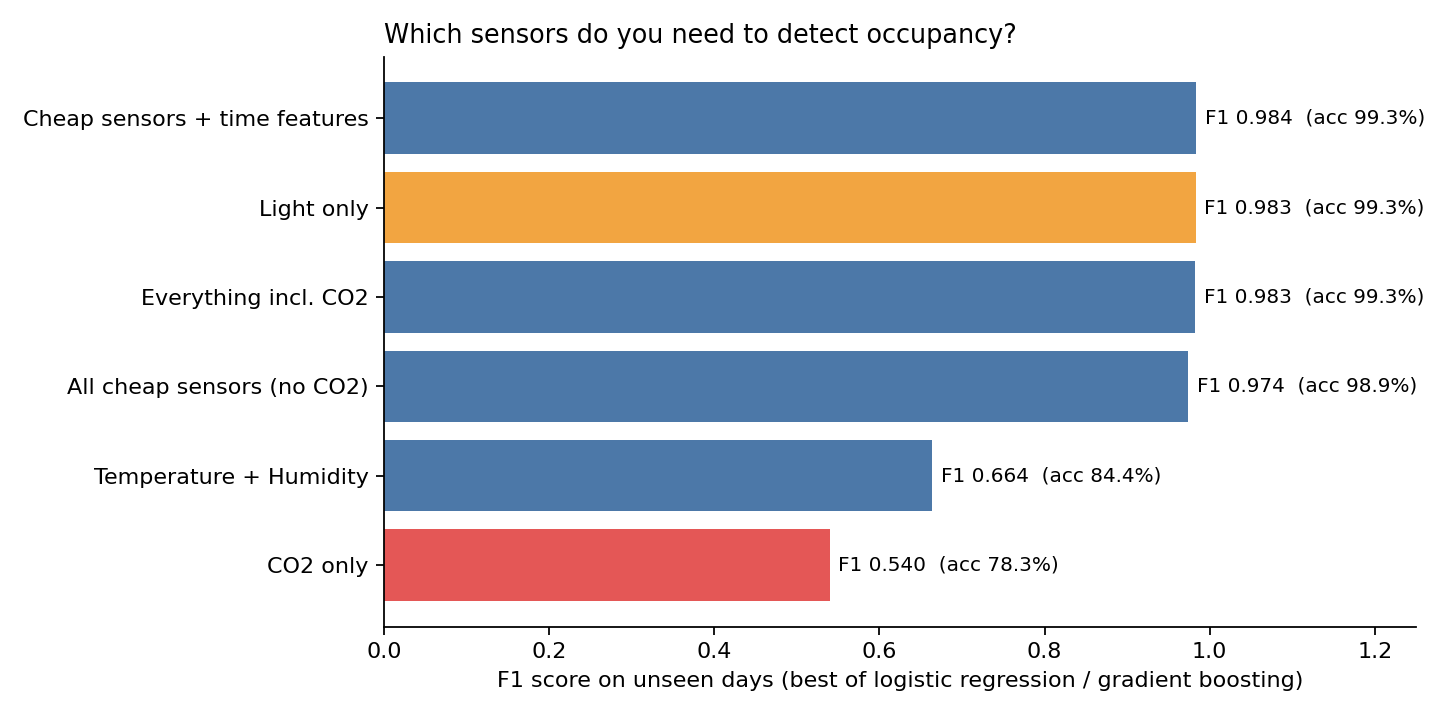 Which sensors do you need to detect occupancy?
Cheap sensors + time features
F1 0.984 (acc 99.3%)
Light only
F1 0.983 (acc 99.3%)
Everything incl. CO2
F1 0.983 (acc 99.3%)
All cheap sensors (no CO2)
F1 0.974 (acc 98.9%)
Temperature + Humidity
F1 0.664 (acc 84.4%)
CO2 only
F1 0.540 (acc 78.3%)
0.0 0.2 0.4 0.6 0.8 1.0 1.2
F1 score on unseen days (best of logistic regression / gradient boosting)